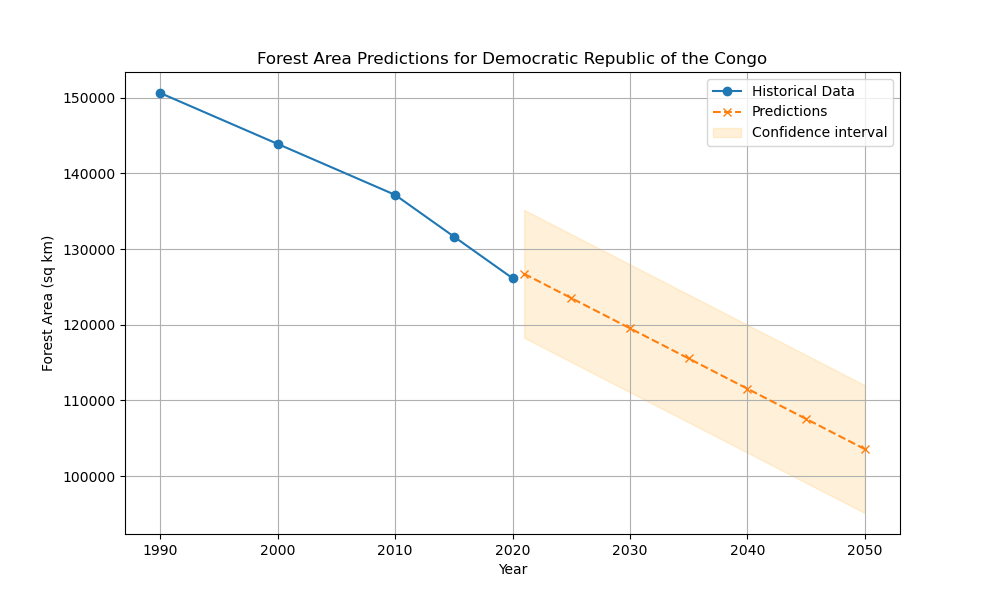 Forest Area Predictions for Democratic Republic of the Congo
Historical Data
Predictions
Confidence interval
Forest Area (sq km)
150000
140000
130000
120000
110000
100000
1990 2000 2010 2020 2030 2040 2050
Year